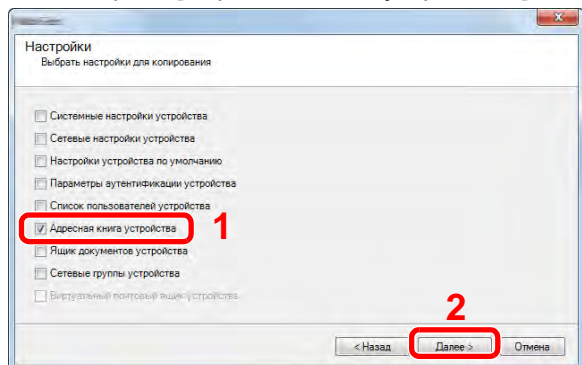 Настройки
Выбрать настройки для копирования
Системные настройки устройства
Сетевые настройки устройства
Настройки устройства по умолчанию
Параметры аутентификации устройства
Список пользователей устройства
Адресная книга устройства 1
Ящик документов устройства
Сетевые группы устройства
Виртуальный почтовый ящик устройства
2
< Назад Далее > Отмена